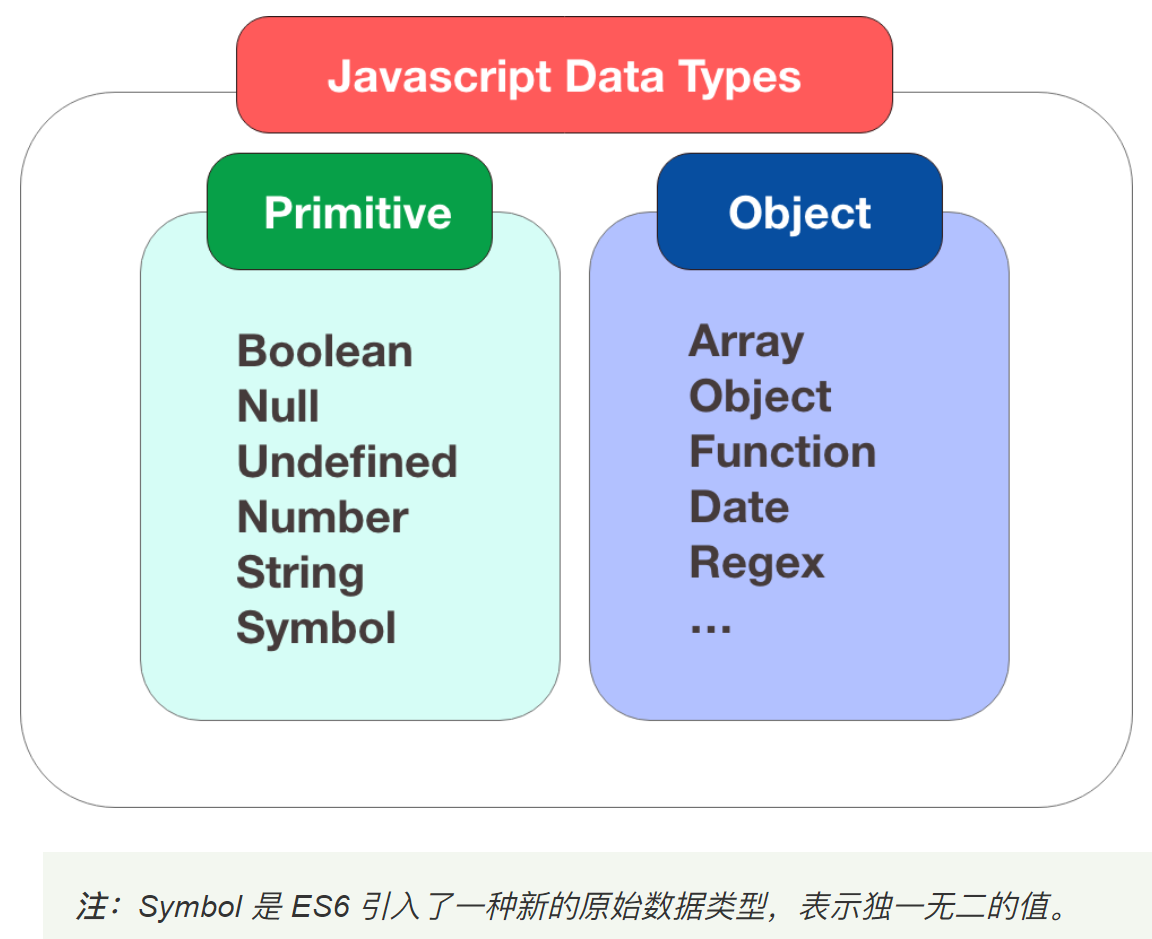 Javascript Data Types
Primitive
Boolean
Null
Undefined
Number
String
Symbol
Object
Array
Object
Function
Date
Regex
...
注：Symbol 是 ES6 引入了一种新的原始数据类型，表示独一无二的值。